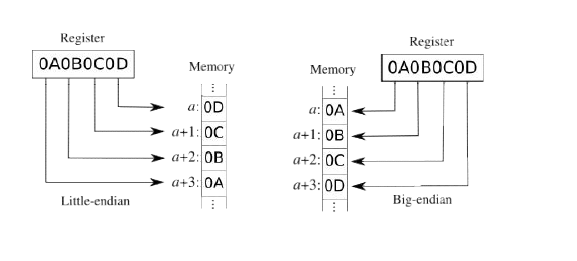 Register
0A0B0C0D
Memory
⋮
a: 0D
a+1: 0C
a+2: 0B
a+3: 0A
⋮
Little-endian
Register
0A0B0C0D
Memory
⋮
a: 0A
a+1: 0B
a+2: 0C
a+3: 0D
⋮
Big-endian